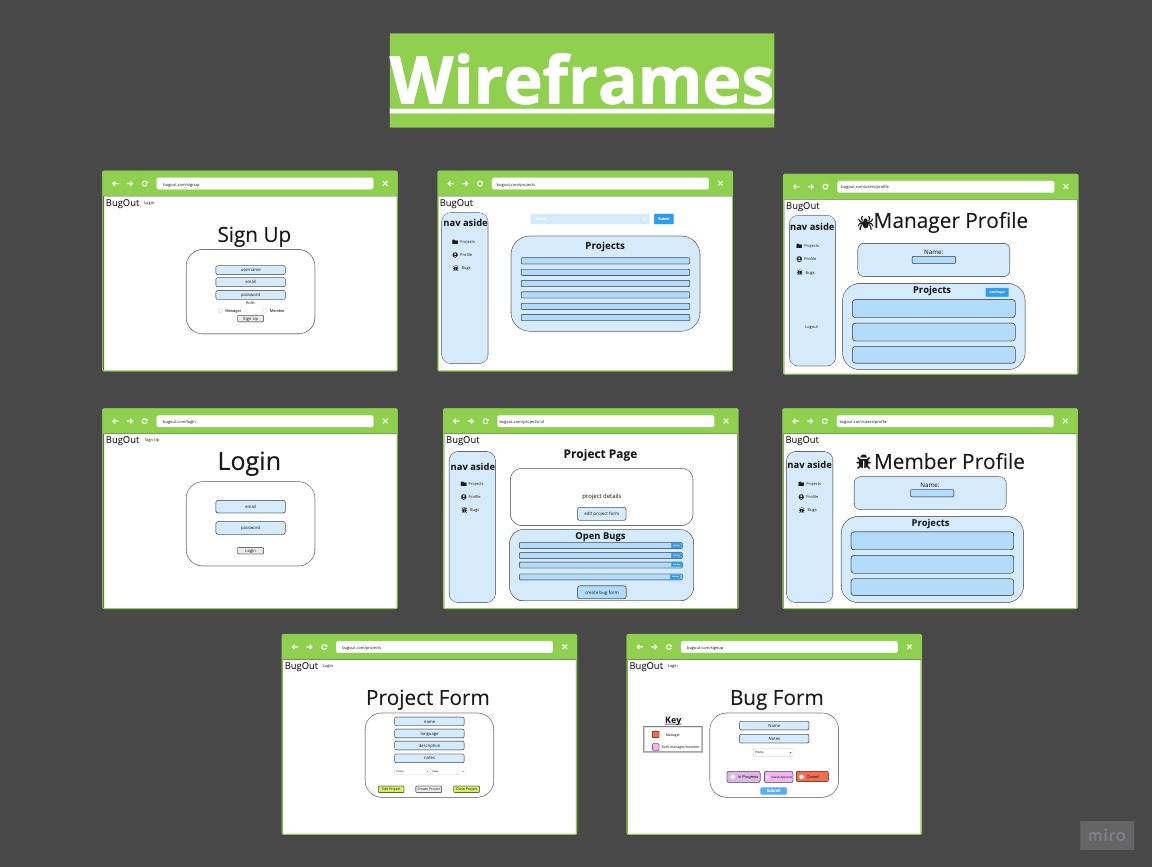 Wireframes
bugout.com/signup
BugOut Login
Sign Up
username
email
password
Role:
Manager Member
Sign Up
bugout.com/projects
BugOut
nav aside
Projects
Profile
Bugs
Submit
Projects
bugout.com/users/profile
BugOut
nav aside
Projects
Profile
Bugs
Logout
Manager Profile
Name:
Projects
bugout.com/login
BugOut Sign Up
Login
email
password
Login
bugout.com/projects/:id
BugOut
nav aside
Projects
Profile
Bugs
Project Page
project details
edit project form
Open Bugs
create bug form
bugout.com/users/profile
BugOut
nav aside
Projects
Profile
Bugs
Member Profile
Name:
Projects
bugout.com/projects
BugOut Login
Project Form
name
language
description
notes
Edit Project Create Project Close Project
bugout.com/signup
BugOut Login
Bug Form
Key
Manager
Both manager/member
Name
Notes
In Progress
Closed
Submit
miro